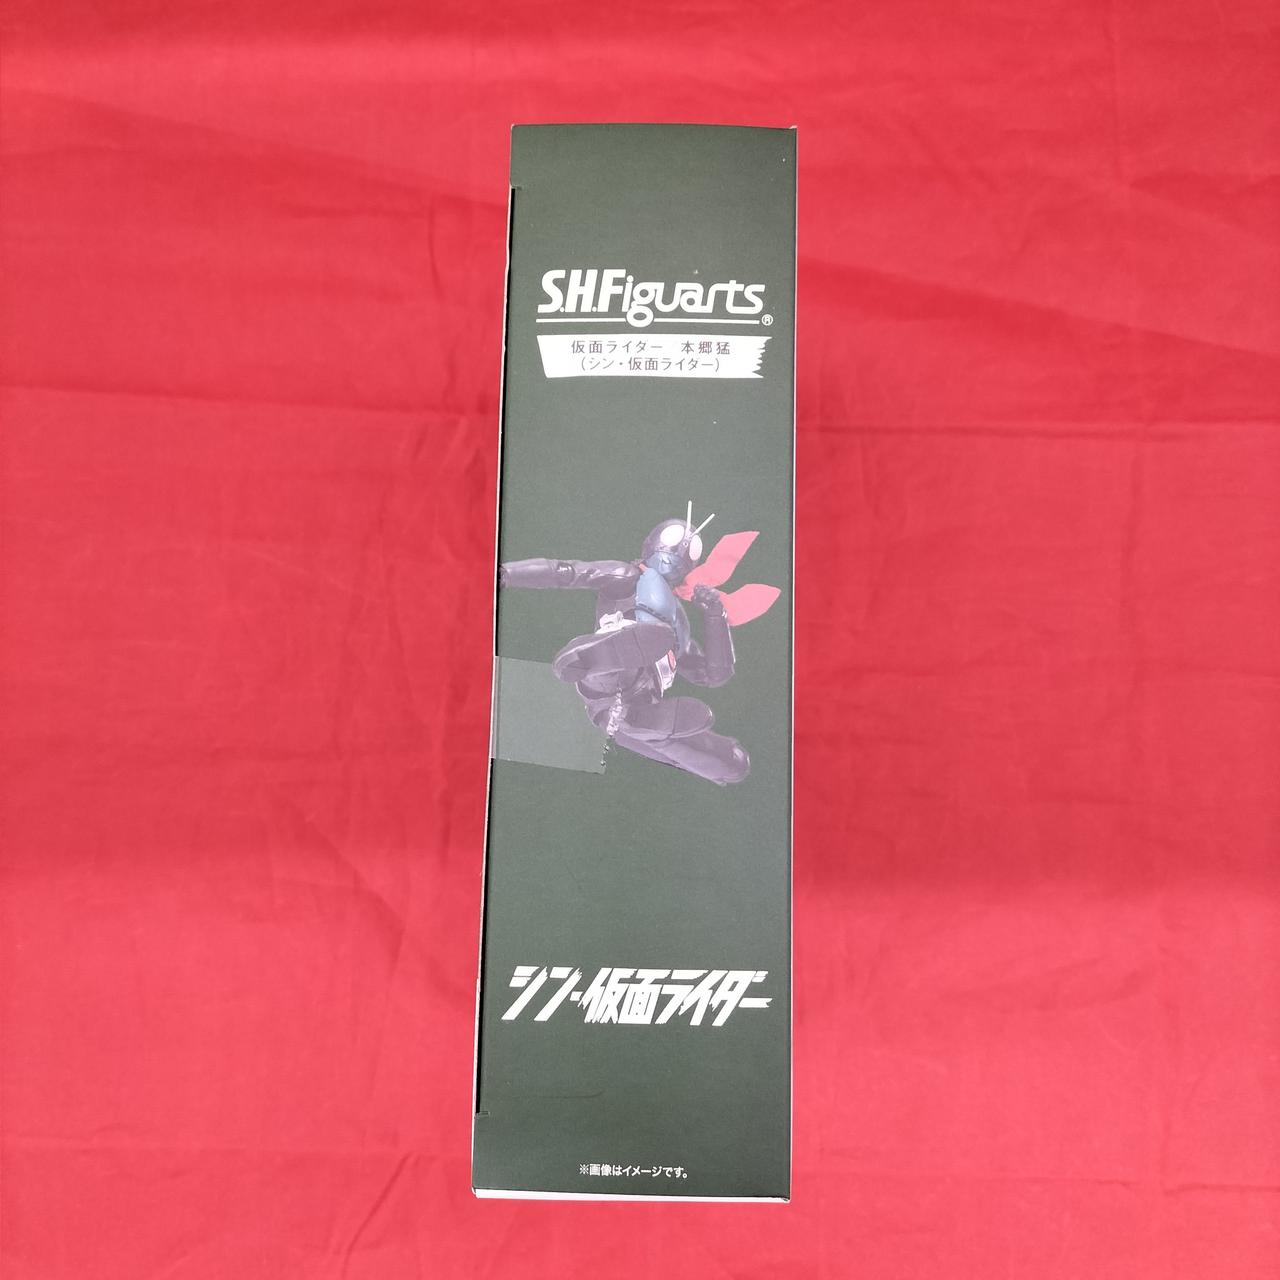 S.H.Figuarts®
仮面ライダー／本郷猛
（シン・仮面ライダー）
シン・仮面ライダー
※画像はイメージです。